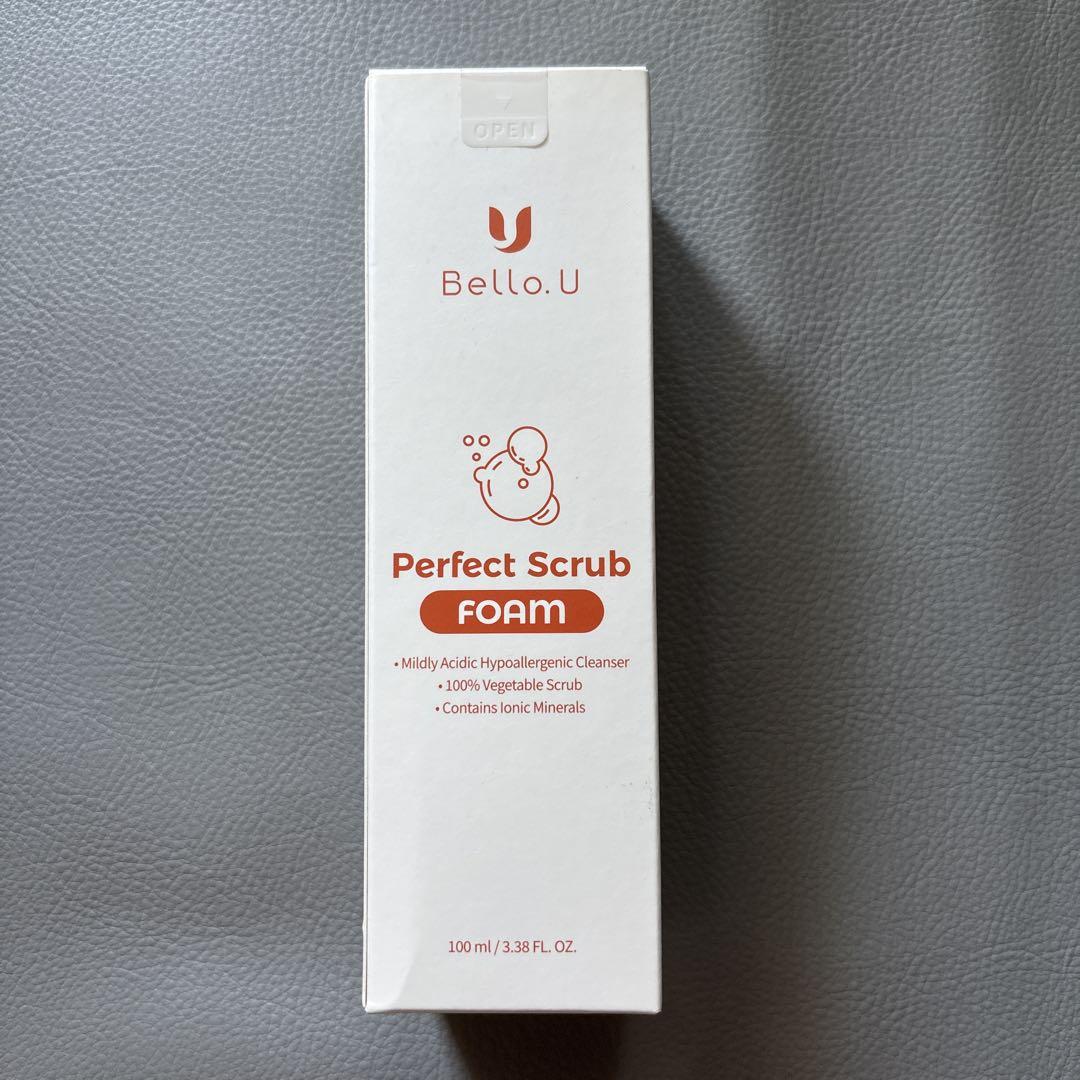 OPEN
Bello.U
Perfect Scrub
FOAM
• Mildly Acidic Hypoallergenic Cleanser
• 100% Vegetable Scrub
• Contains Ionic Minerals
100 ml / 3.38 FL. OZ.